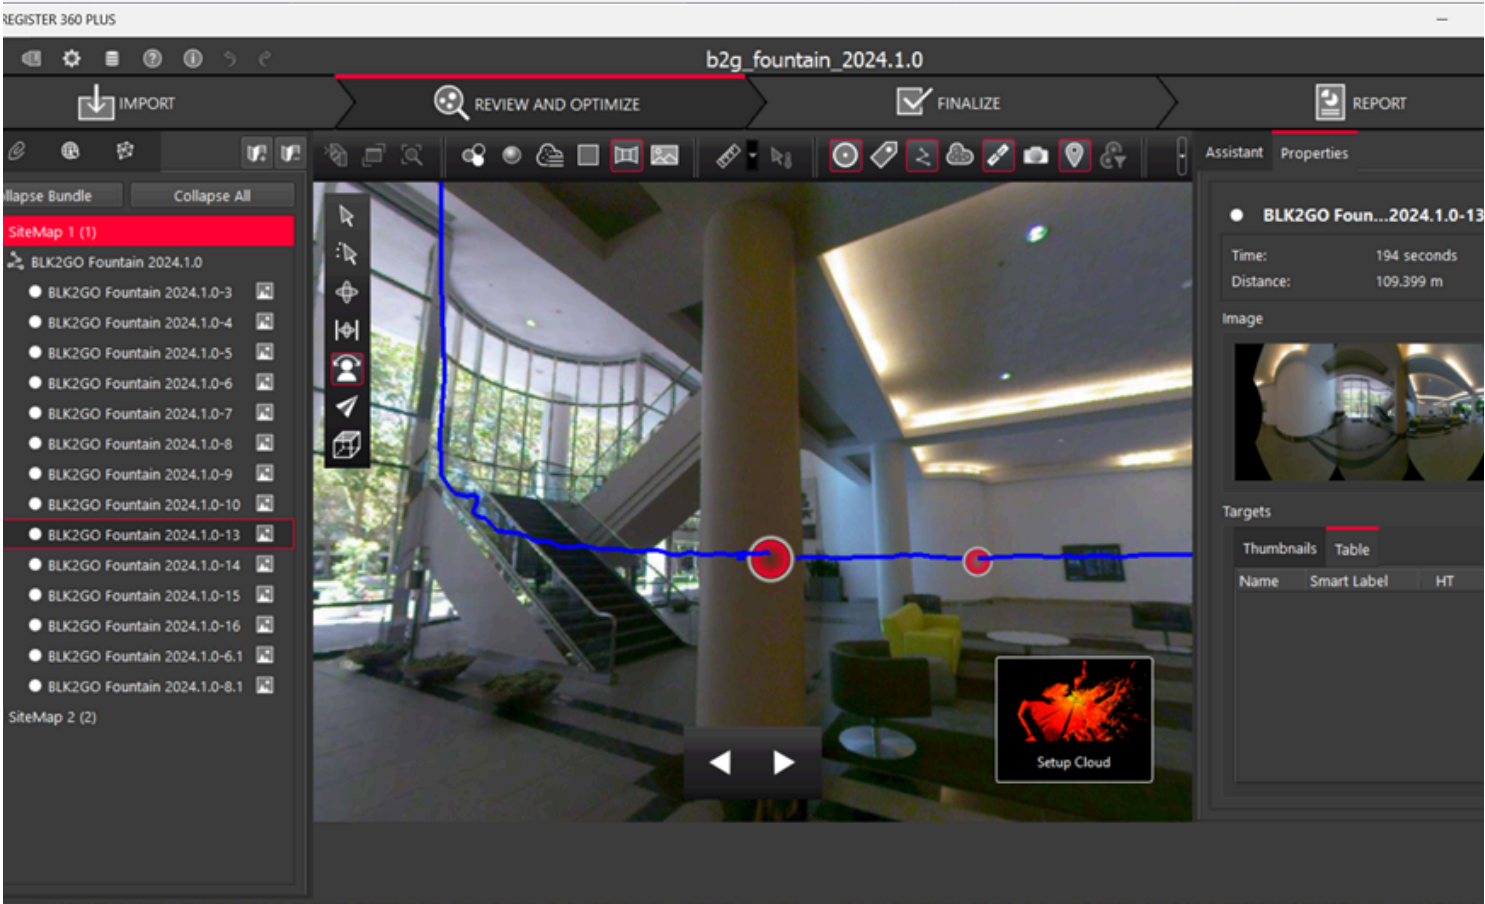 REGISTER 360 PLUS
b2g_fountain_2024.1.0
IMPORT
REVIEW AND OPTIMIZE
FINALIZE
REPORT
Assistant Properties
llapse Bundle Collapse All
SiteMap 1 (1)
BLK2GO Fountain 2024.1.0
BLK2GO Fountain 2024.1.0-3
BLK2GO Fountain 2024.1.0-4
BLK2GO Fountain 2024.1.0-5
BLK2GO Fountain 2024.1.0-6
BLK2GO Fountain 2024.1.0-7
BLK2GO Fountain 2024.1.0-8
BLK2GO Fountain 2024.1.0-9
BLK2GO Fountain 2024.1.0-10
BLK2GO Fountain 2024.1.0-13
BLK2GO Fountain 2024.1.0-14
BLK2GO Fountain 2024.1.0-15
BLK2GO Fountain 2024.1.0-16
BLK2GO Fountain 2024.1.0-6.1
BLK2GO Fountain 2024.1.0-8.1
SiteMap 2 (2)
Setup Cloud
BLK2GO Foun...2024.1.0-13
Time: 194 seconds
Distance: 109.399 m
Image
Targets
Thumbnails Table
Name Smart Label HT